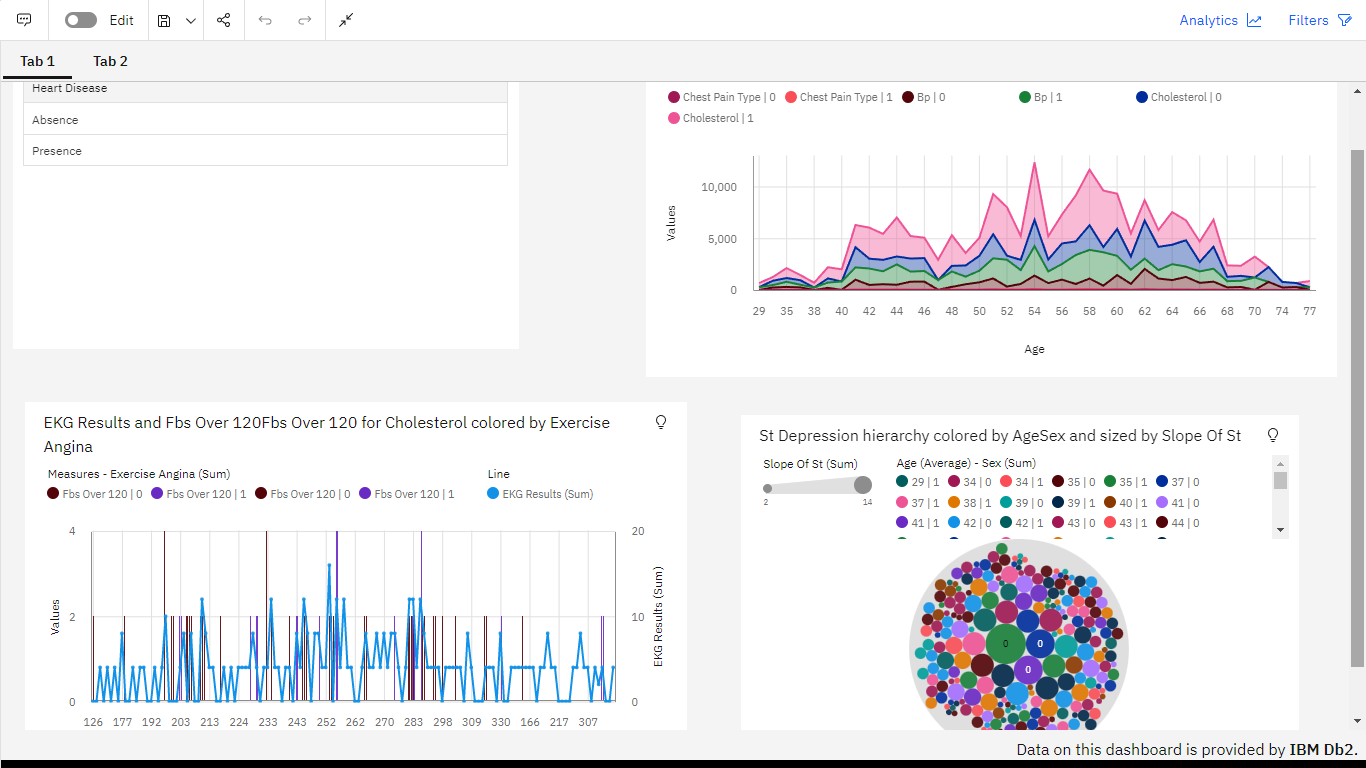 Edit
Analytics
Filters
Tab 1
Tab 2
Heart Disease
Absence
Presence
Chest Pain Type | 0
Chest Pain Type | 1
Bp | 0
Bp | 1
Cholesterol | 0
Cholesterol | 1
Values
10,000
5,000
0
29 35 38 40 42 44 46 48 50 52 54 56 58 60 62 64 66 68 70 74 77
Age
EKG Results and Fbs Over 120Fbs Over 120 for Cholesterol colored by Exercise
Angina
Measures - Exercise Angina (Sum)
Line
Fbs Over 120 | 0
Fbs Over 120 | 1
Fbs Over 120 | 0
Fbs Over 120 | 1
EKG Results (Sum)
Values
4
2
0
20
10
0
EKG Results (Sum)
126 177 192 203 213 224 233 243 252 262 270 283 298 309 330 166 217 307
St Depression hierarchy colored by AgeSex and sized by Slope Of St
Slope Of St (Sum)
2
14
Age (Average) - Sex (Sum)
29 | 1 34 | 0 34 | 1 35 | 0 35 | 1 37 | 0
37 | 1 38 | 1 39 | 0 39 | 1 40 | 1 41 | 0
41 | 1 42 | 0 42 | 1 43 | 0 43 | 1 44 | 0
0
0
0
Data on this dashboard is provided by IBM Db2.